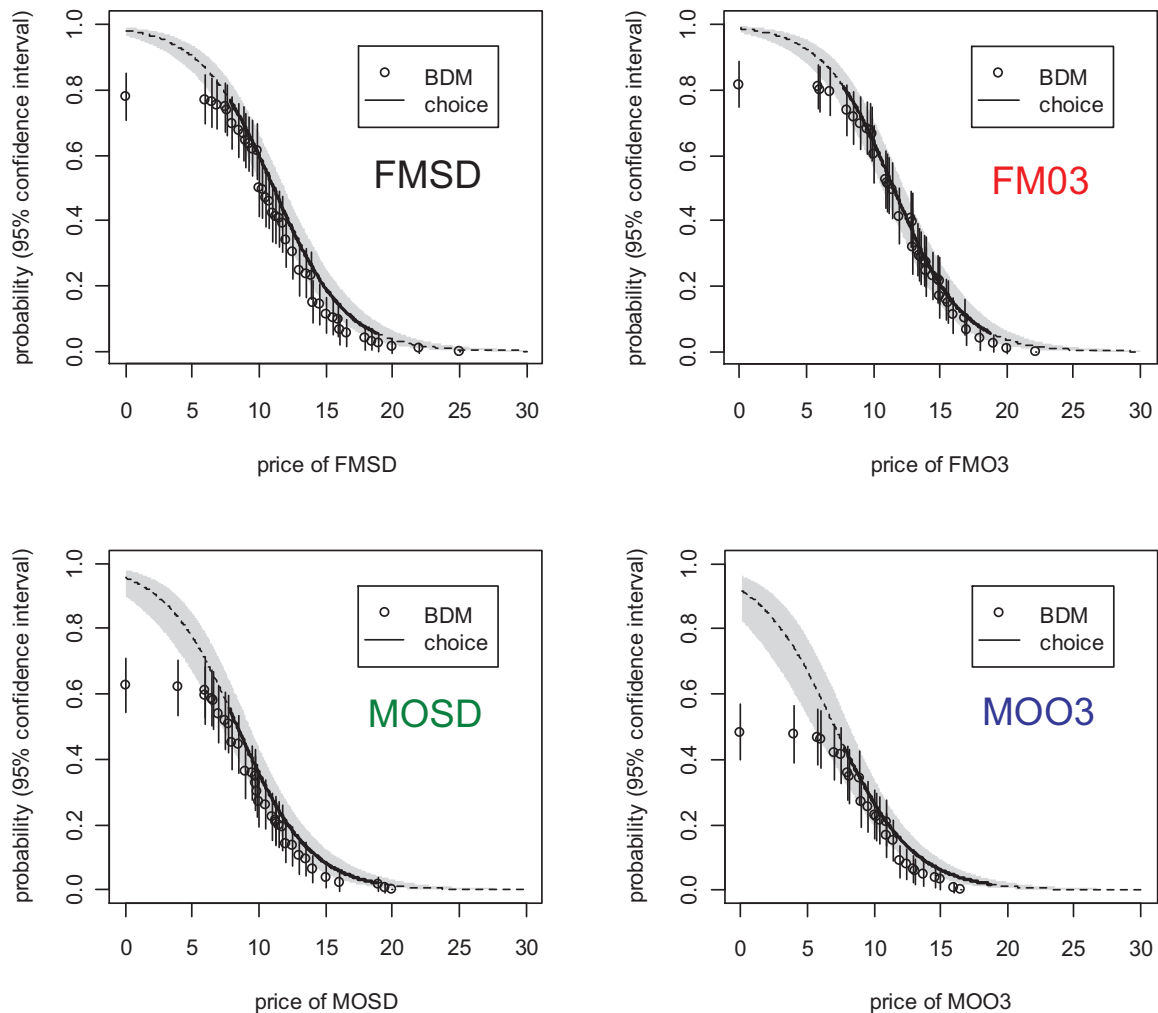 probability (95% confidence interval)
1.0
0.8
0.6
0.4
0.2
0.0
BDM
choice
FMSD
0 5 10 15 20 25 30
price of FMSD
probability (95% confidence interval)
1.0
0.8
0.6
0.4
0.2
0.0
BDM
choice
FM03
0 5 10 15 20 25 30
price of FMO3
probability (95% confidence interval)
1.0
0.8
0.6
0.4
0.2
0.0
BDM
choice
MOSD
0 5 10 15 20 25 30
price of MOSD
probability (95% confidence interval)
1.0
0.8
0.6
0.4
0.2
0.0
BDM
choice
MOO3
0 5 10 15 20 25 30
price of MOO3